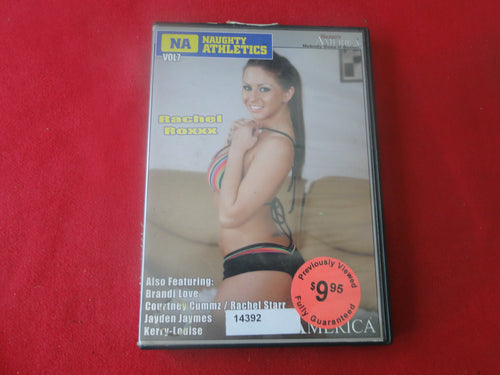 NA
NAUGHTY
ATHLETICS
VOL7
AMERICA
Rachel
Roxxx
Also Featuring:
Brandi Love
Courtney Cummz / Rachel Starr
Jayden Jaymes
Kerry-Louise
14392
Previously Viewed
$9.95
Fully Guaranteed
AMERICA